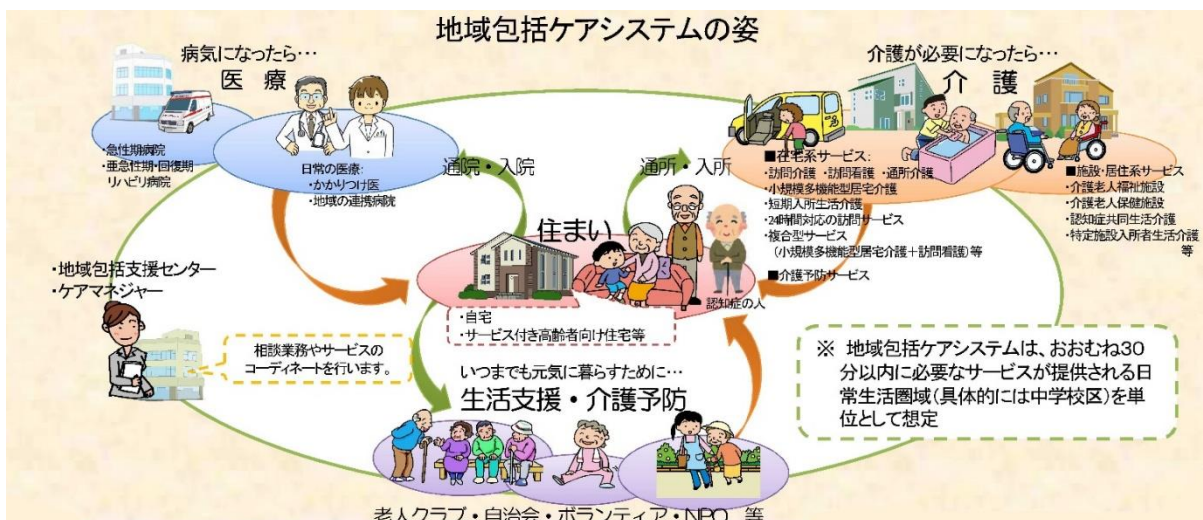 地域包括ケアシステムの姿
病気になったら…
医 療
・急性期病院
・亜急性期・回復期
リハビリ病院
日常の医療:
・かかりつけ医
・地域の連携病院
通院・入院
通所・入所
介護が必要になったら…
介 護
■在宅系サービス:
・訪問介護 ・訪問看護 ・通所介護
・小規模多機能型居宅介護
・短期入所生活介護
・24時間対応の訪問サービス
・複合型サービス
(小規模多機能型居宅介護+訪問看護)等
■介護予防サービス
■施設・居住系サービス
・介護老人福祉施設
・介護老人保健施設
・認知症共同生活介護
・特定施設入所者生活介護
等
住まい
認知症の人
・自宅
・サービス付き高齢者向け住宅等
・地域包括支援センター
・ケアマネジャー
相談業務やサービスの
コーディネートを行います。
いつまでも元気に暮らすために…
生活支援・介護予防
老人クラブ・自治会・ボランティア・NPO 等
※ 地域包括ケアシステムは、おおむね30
分以内に必要なサービスが提供される日
常生活圏域(具体的には中学校区)を単
位として想定